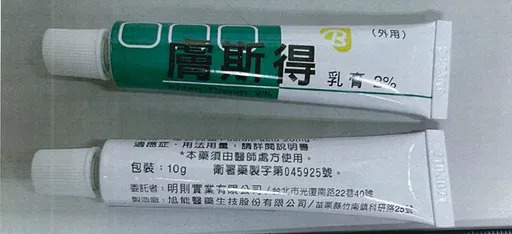 B
(外用)
膚斯得 乳膏 2%
適應症、用法用量，請詳閱說明書
*本藥須由醫師處方使用。
包裝：10g 衛署藥製字第045925號。
委託者：明則實業有限公司/台北市光復南路22巷40號
製造廠：旭能醫藥生技股份有限公司/苗栗縣竹南鎮科研路25號